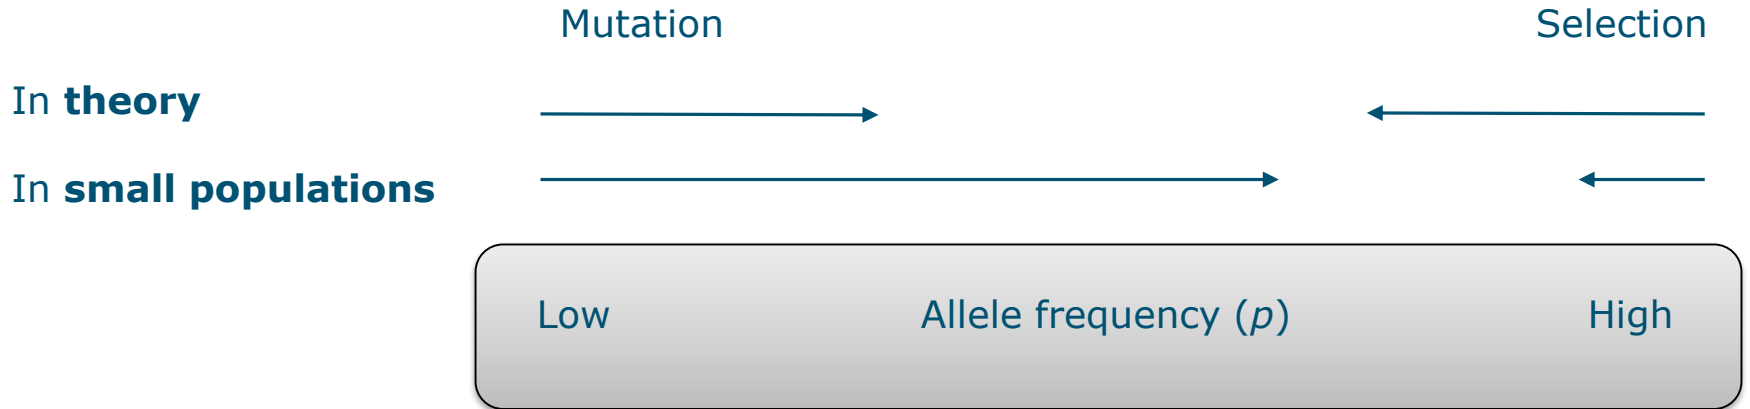 Mutation Selection
In theory
In small populations
Low Allele frequency (p) High